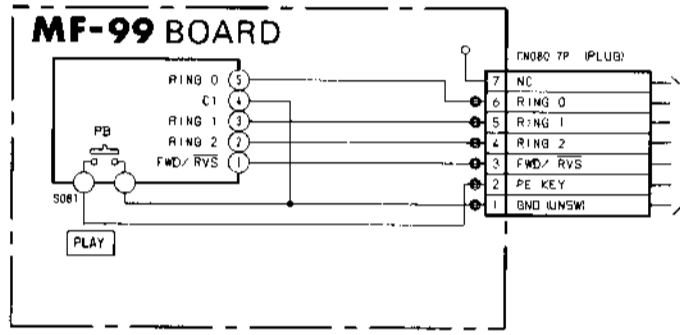 MF-99 BOARD
CN080 7P (PLUG)
RING 0 5
C1 4
RING 1 3
RING 2 2
FWD/RVS 1
PB
S081
PLAY
7 NC
6 RING 0
5 RING 1
4 RING 2
3 FWD/RVS
2 PE KEY
1 GND (UNSW)